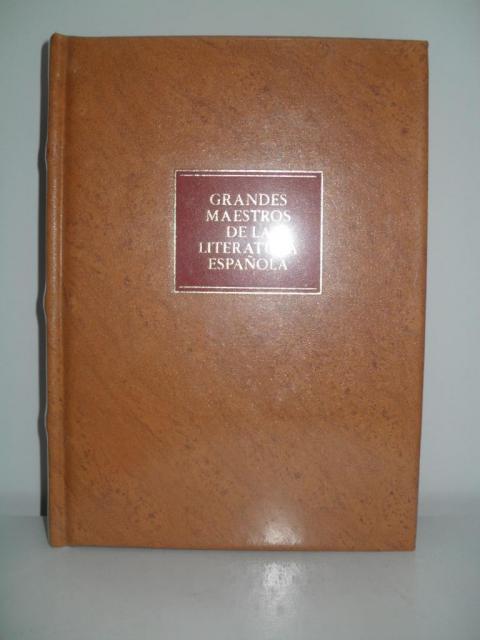 GRANDES
MAESTROS
DE LA
LITERATURA
ESPAÑOLA